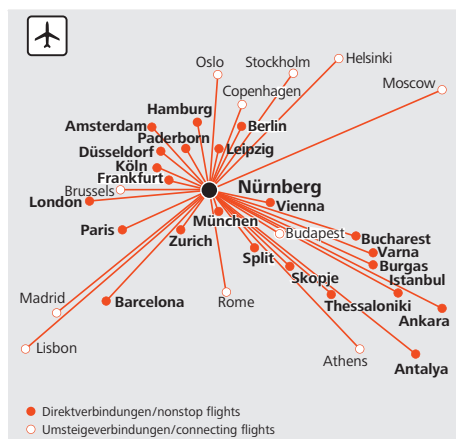 Oslo
Stockholm
Helsinki
Moscow
Copenhagen
Hamburg
Amsterdam
Berlin
Paderborn
Düsseldorf
Leipzig
Köln
Frankfurt
Brussels
Nürnberg
London
Vienna
München
Paris
Zurich
Budapest
Bucharest
Split
Varna
Burgas
Skopje
Istanbul
Madrid
Barcelona
Rome
Thessaloniki
Ankara
Lisbon
Athens
Antalya
Direktverbindungen/nonstop flights
Umsteigeverbindungen/connecting flights